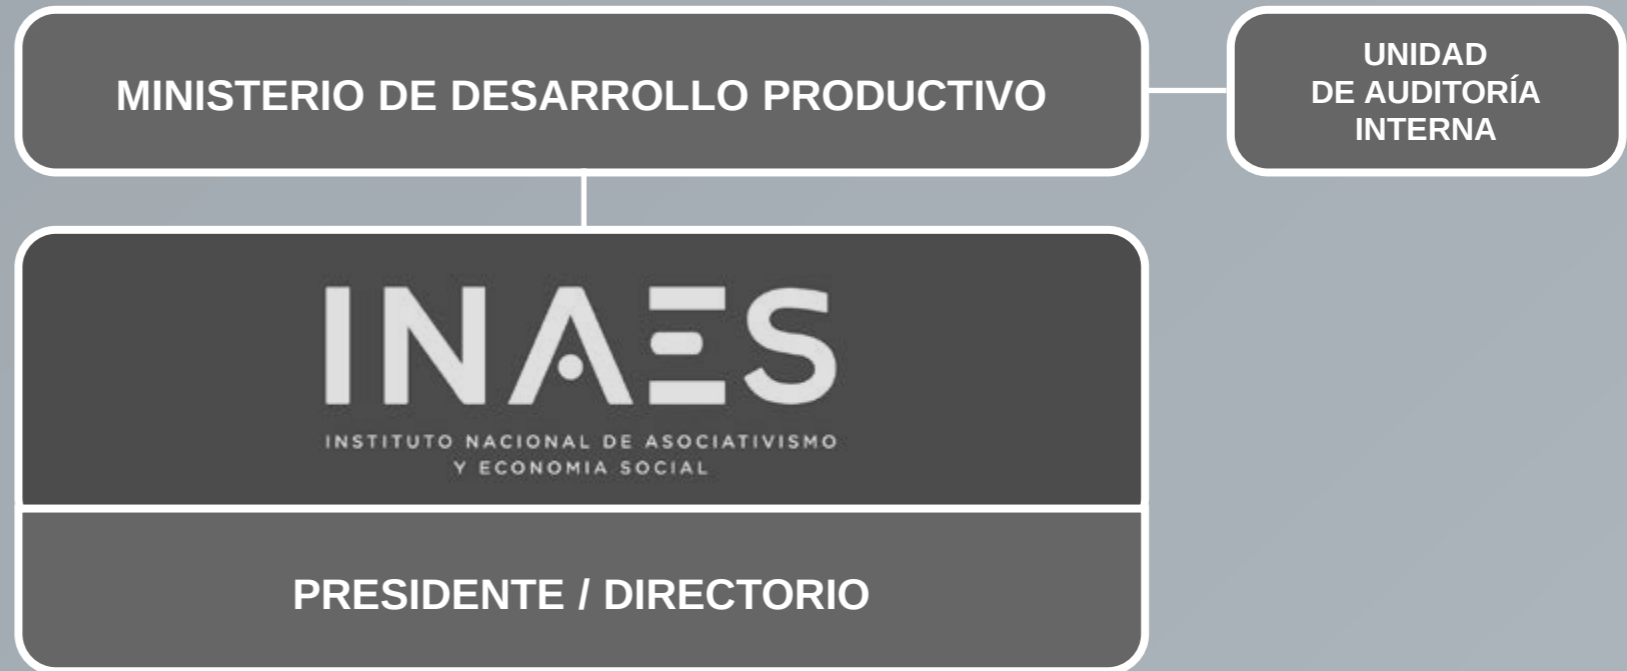 MINISTERIO DE DESARROLLO PRODUCTIVO
UNIDAD
DE AUDITORÍA
INTERNA
INAES
INSTITUTO NACIONAL DE ASOCIATIVISMO
Y ECONOMIA SOCIAL
PRESIDENTE / DIRECTORIO